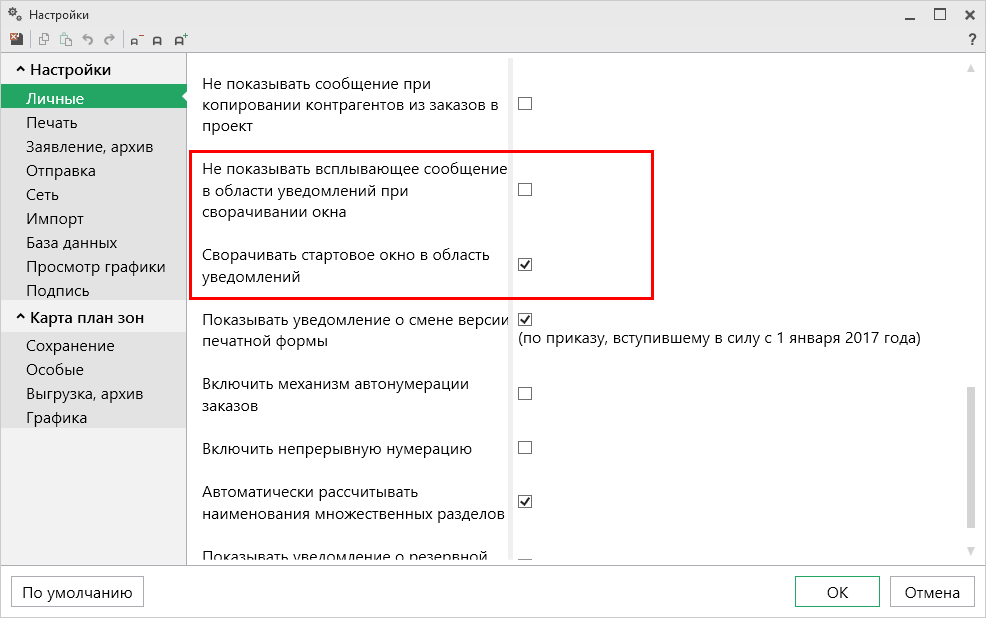 Настройки
?
Настройки
Личные
Печать
Заявление, архив
Отправка
Сеть
Импорт
База данных
Просмотр графики
Подпись
Карта план зон
Сохранение
Особые
Выгрузка, архив
Графика
Не показывать сообщение при
копировании контрагентов из заказов в
проект
Не показывать всплывающее сообщение
в области уведомлений при
сворачивании окна
Сворачивать стартовое окно в область
уведомлений
Показывать уведомление о смене версии
печатной формы
(по приказу, вступившему в силу с 1 января 2017 года)
Включить механизм автонумерации
заказов
Включить непрерывную нумерацию
Автоматически рассчитывать
наименования множественных разделов
Показывать уведомление о резервной
По умолчанию
ОК
Отмена